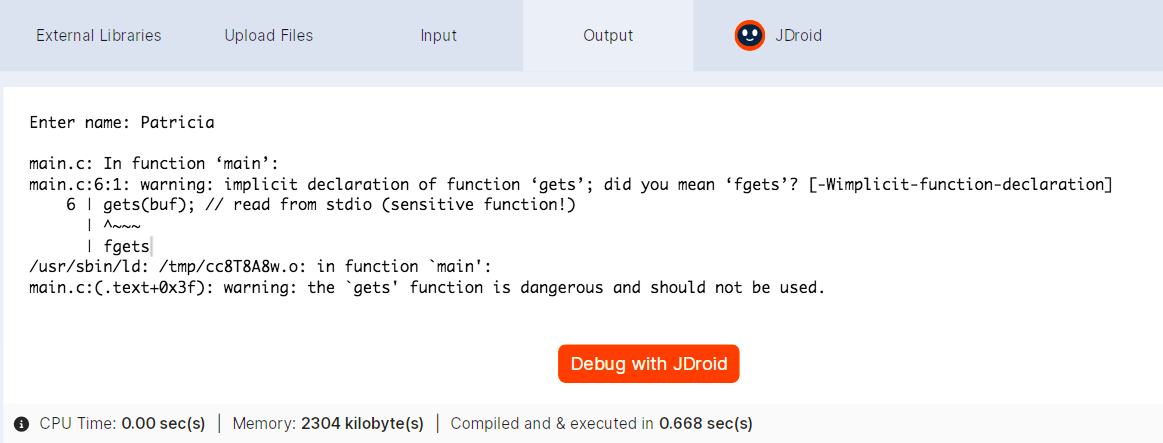 External Libraries Upload Files Input Output JDroid
Enter name: Patricia
main.c: In function ‘main’:
main.c:6:1: warning: implicit declaration of function ‘gets’; did you mean ‘fgets’? [-Wimplicit-function-declaration]
    6 | gets(buf); // read from stdio (sensitive function!)
      | ^~~~
      | fgets
/usr/sbin/ld: /tmp/cc8T8A8w.o: in function `main':
main.c:(.text+0x3f): warning: the `gets' function is dangerous and should not be used.
Debug with JDroid
CPU Time: 0.00 sec(s) | Memory: 2304 kilobyte(s) | Compiled and & executed in 0.668 sec(s)